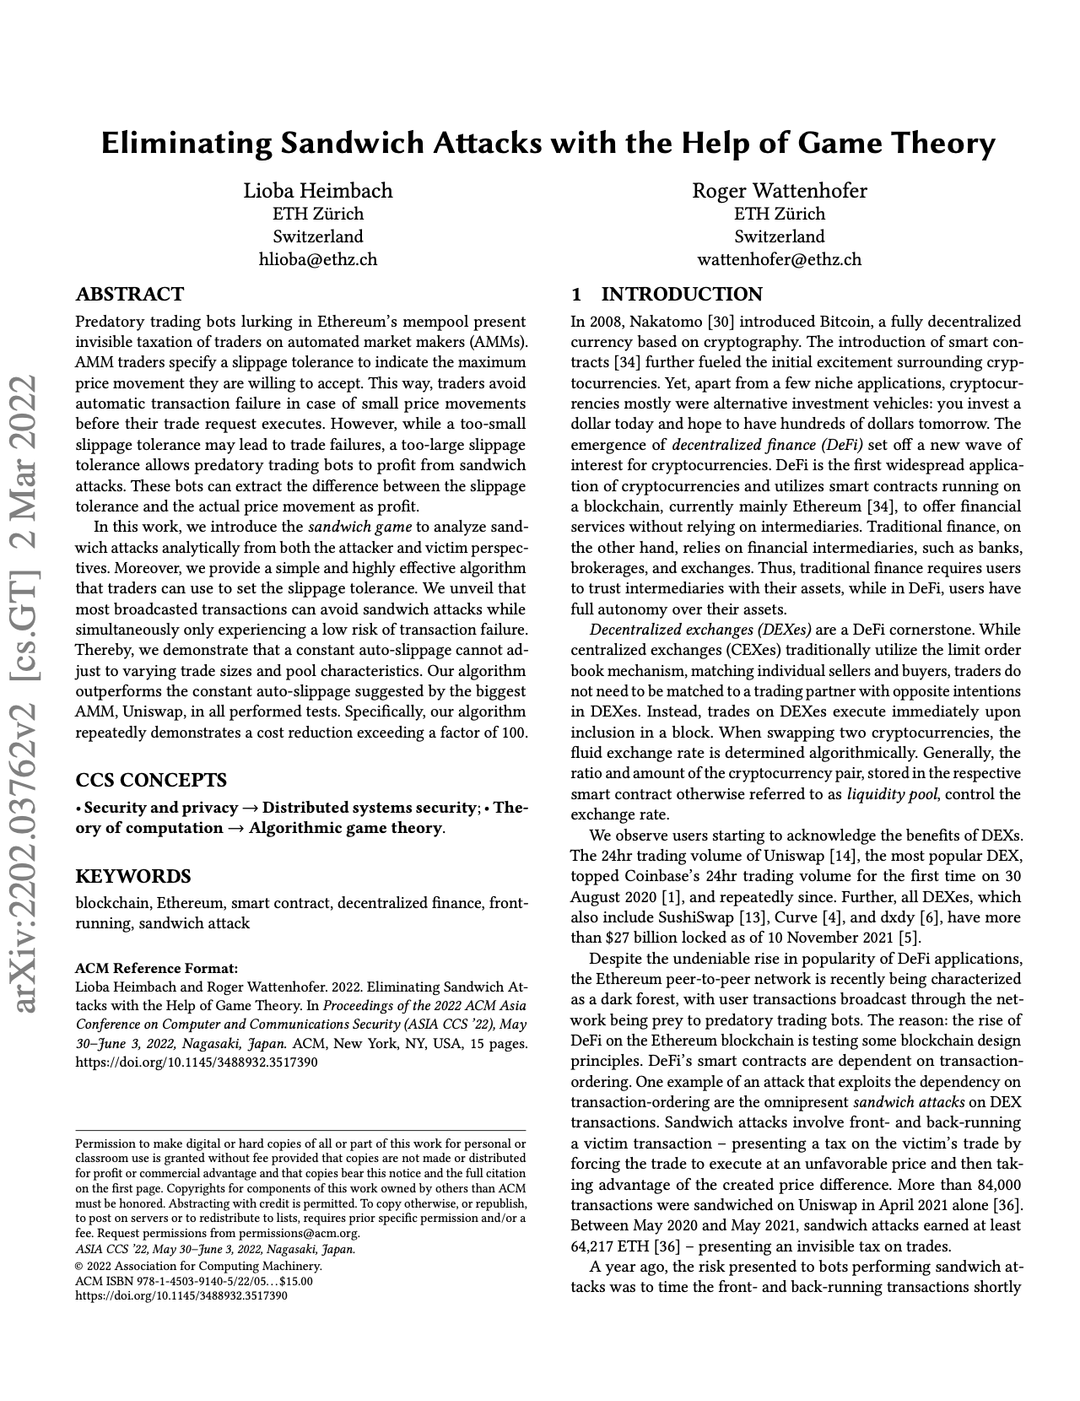 Eliminating Sandwich Attacks with the Help of Game Theory
Lioba Heimbach
ETH Zürich
Switzerland
hlioba@ethz.ch
Roger Wattenhofer
ETH Zürich
Switzerland
wattenhofer@ethz.ch
ABSTRACT
Predatory trading bots lurking in Ethereum's mempool present
invisible taxation of traders on automated market makers (AMMs).
AMM traders specify a slippage tolerance to indicate the maximum
price movement they are willing to accept. This way, traders avoid
automatic transaction failure in case of small price movements
before their trade request executes. However, while a too-small
slippage tolerance may lead to trade failures, a too-large slippage
tolerance allows predatory trading bots to profit from sandwich
attacks. These bots can extract the difference between the slippage
tolerance and the actual price movement as profit.
In this work, we introduce the sandwich game to analyze sand-
wich attacks analytically from both the attacker and victim perspec-
tives. Moreover, we provide a simple and highly effective algorithm
that traders can use to set the slippage tolerance. We unveil that
most broadcasted transactions can avoid sandwich attacks while
simultaneously only experiencing a low risk of transaction failure.
Thereby, we demonstrate that a constant auto-slippage cannot ad-
just to varying trade sizes and pool characteristics. Our algorithm
outperforms the constant auto-slippage suggested by the biggest
AMM, Uniswap, in all performed tests. Specifically, our algorithm
repeatedly demonstrates a cost reduction exceeding a factor of 100.
CCS CONCEPTS
• Security and privacy → Distributed systems security; • The-
ory of computation → Algorithmic game theory.
KEYWORDS
blockchain, Ethereum, smart contract, decentralized finance, front-
running, sandwich attack
ACM Reference Format:
Lioba Heimbach and Roger Wattenhofer. 2022. Eliminating Sandwich At-
tacks with the Help of Game Theory. In Proceedings of the 2022 ACM Asia
Conference on Computer and Communications Security (ASIA CCS '22), May
30–June 3, 2022, Nagasaki, Japan. ACM, New York, NY, USA, 15 pages.
https://doi.org/10.1145/3488932.3517390
Permission to make digital or hard copies of all or part of this work for personal or
classroom use is granted without fee provided that copies are not made or distributed
for profit or commercial advantage and that copies bear this notice and the full citation
on the first page. Copyrights for components of this work owned by others than ACM
must be honored. Abstracting with credit is permitted. To copy otherwise, or republish,
to post on servers or to redistribute to lists, requires prior specific permission and/or a
fee. Request permissions from permissions@acm.org.
ASIA CCS '22, May 30–June 3, 2022, Nagasaki, Japan.
© 2022 Association for Computing Machinery.
ACM ISBN 978-1-4503-9140-5/22/05...$15.00
https://doi.org/10.1145/3488932.3517390
1 INTRODUCTION
In 2008, Nakatomo [30] introduced Bitcoin, a fully decentralized
currency based on cryptography. The introduction of smart con-
tracts [34] further fueled the initial excitement surrounding cryp-
tocurrencies. Yet, apart from a few niche applications, cryptocur-
rencies mostly were alternative investment vehicles: you invest a
dollar today and hope to have hundreds of dollars tomorrow. The
emergence of decentralized finance (DeFi) set off a new wave of
interest for cryptocurrencies. DeFi is the first widespread applica-
tion of cryptocurrencies and utilizes smart contracts running on
a blockchain, currently mainly Ethereum [34], to offer financial
services without relying on intermediaries. Traditional finance, on
the other hand, relies on financial intermediaries, such as banks,
brokerages, and exchanges. Thus, traditional finance requires users
to trust intermediaries with their assets, while in DeFi, users have
full autonomy over their assets.
Decentralized exchanges (DEXes) are a DeFi cornerstone. While
centralized exchanges (CEXes) traditionally utilize the limit order
book mechanism, matching individual sellers and buyers, traders do
not need to be matched to a trading partner with opposite intentions
in DEXes. Instead, trades on DEXes execute immediately upon
inclusion in a block. When swapping two cryptocurrencies, the
fluid exchange rate is determined algorithmically. Generally, the
ratio and amount of the cryptocurrency pair, stored in the respective
smart contract otherwise referred to as liquidity pool, control the
exchange rate.
We observe users starting to acknowledge the benefits of DEXs.
The 24hr trading volume of Uniswap [14], the most popular DEX,
topped Coinbase's 24hr trading volume for the first time on 30
August 2020 [1], and repeatedly since. Further, all DEXes, which
also include SushiSwap [13], Curve [4], and dxdy [6], have more
than $27 billion locked as of 10 November 2021 [5].
Despite the undeniable rise in popularity of DeFi applications,
the Ethereum peer-to-peer network is recently being characterized
as a dark forest, with user transactions broadcast through the net-
work being prey to predatory trading bots. The reason: the rise of
DeFi on the Ethereum blockchain is testing some blockchain design
principles. DeFi's smart contracts are dependent on transaction-
ordering. One example of an attack that exploits the dependency on
transaction-ordering are the omnipresent sandwich attacks on DEX
transactions. Sandwich attacks involve front- and back-running
a victim transaction – presenting a tax on the victim's trade by
forcing the trade to execute at an unfavorable price and then tak-
ing advantage of the created price difference. More than 84,000
transactions were sandwiched on Uniswap in April 2021 alone [36].
Between May 2020 and May 2021, sandwich attacks earned at least
64,217 ETH [36] – presenting an invisible tax on trades.
A year ago, the risk presented to bots performing sandwich at-
tacks was to time the front- and back-running transactions shortly
arXiv:2202.03762v2 [cs.GT] 2 Mar 2022